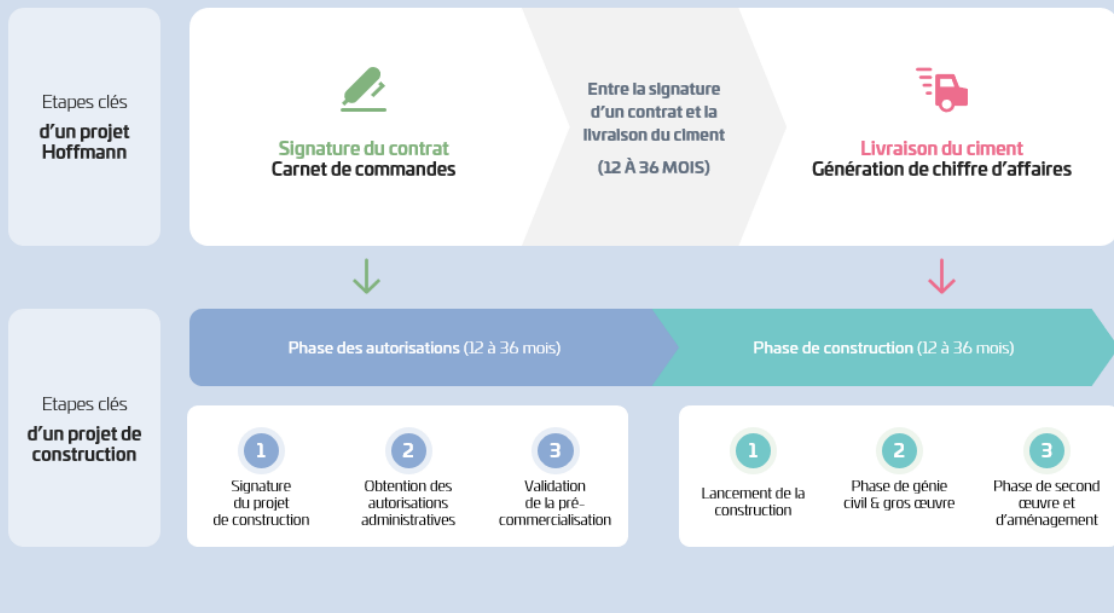 Etapes clés
d'un projet
Hoffmann
Signature du contrat
Carnet de commandes
Entre la signature
d'un contrat et la
livraison du ciment
(12 À 36 MOIS)
Livraison du ciment
Génération de chiffre d'affaires
Etapes clés
d'un projet de
construction
Phase des autorisations (12 à 36 mois)
Phase de construction (12 à 36 mois)
1
Signature
du projet
de construction
2
Obtention des
autorisations
administratives
3
Validation
de la pré-
commercialisation
1
Lancement de la
construction
2
Phase de génie
civil & gros œuvre
3
Phase de second
œuvre et
d'aménagement